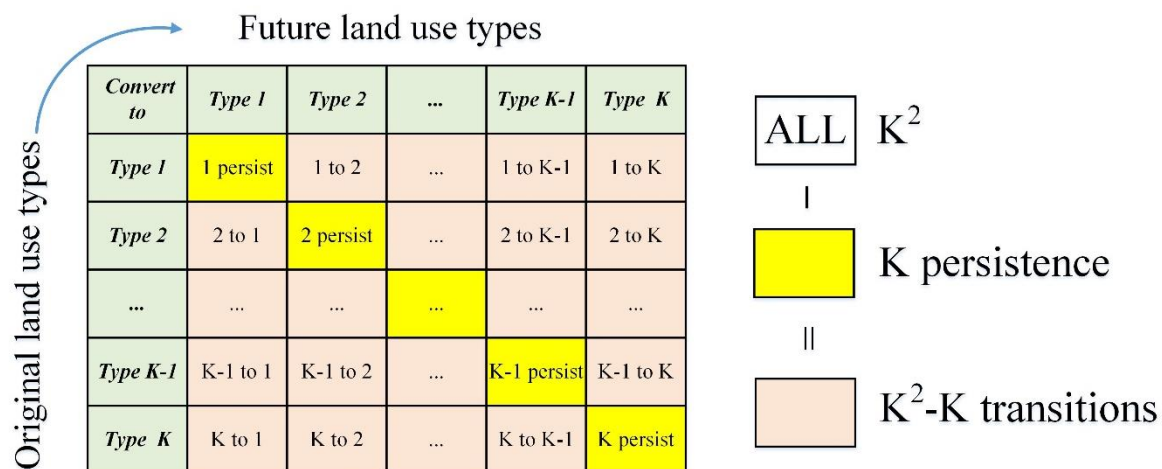 Future land use types
Original land use types
Convert to Type 1 Type 2 ... Type K-1 Type K
Type 1 1 persist 1 to 2 ... 1 to K-1 1 to K
Type 2 2 to 1 2 persist ... 2 to K-1 2 to K
... ... ... ... ... ...
Type K-1 K-1 to 1 K-1 to 2 ... K-1 persist K-1 to K
Type K K to 1 K to 2 ... K to K-1 K persist
ALL K²
K persistence
K²-K transitions